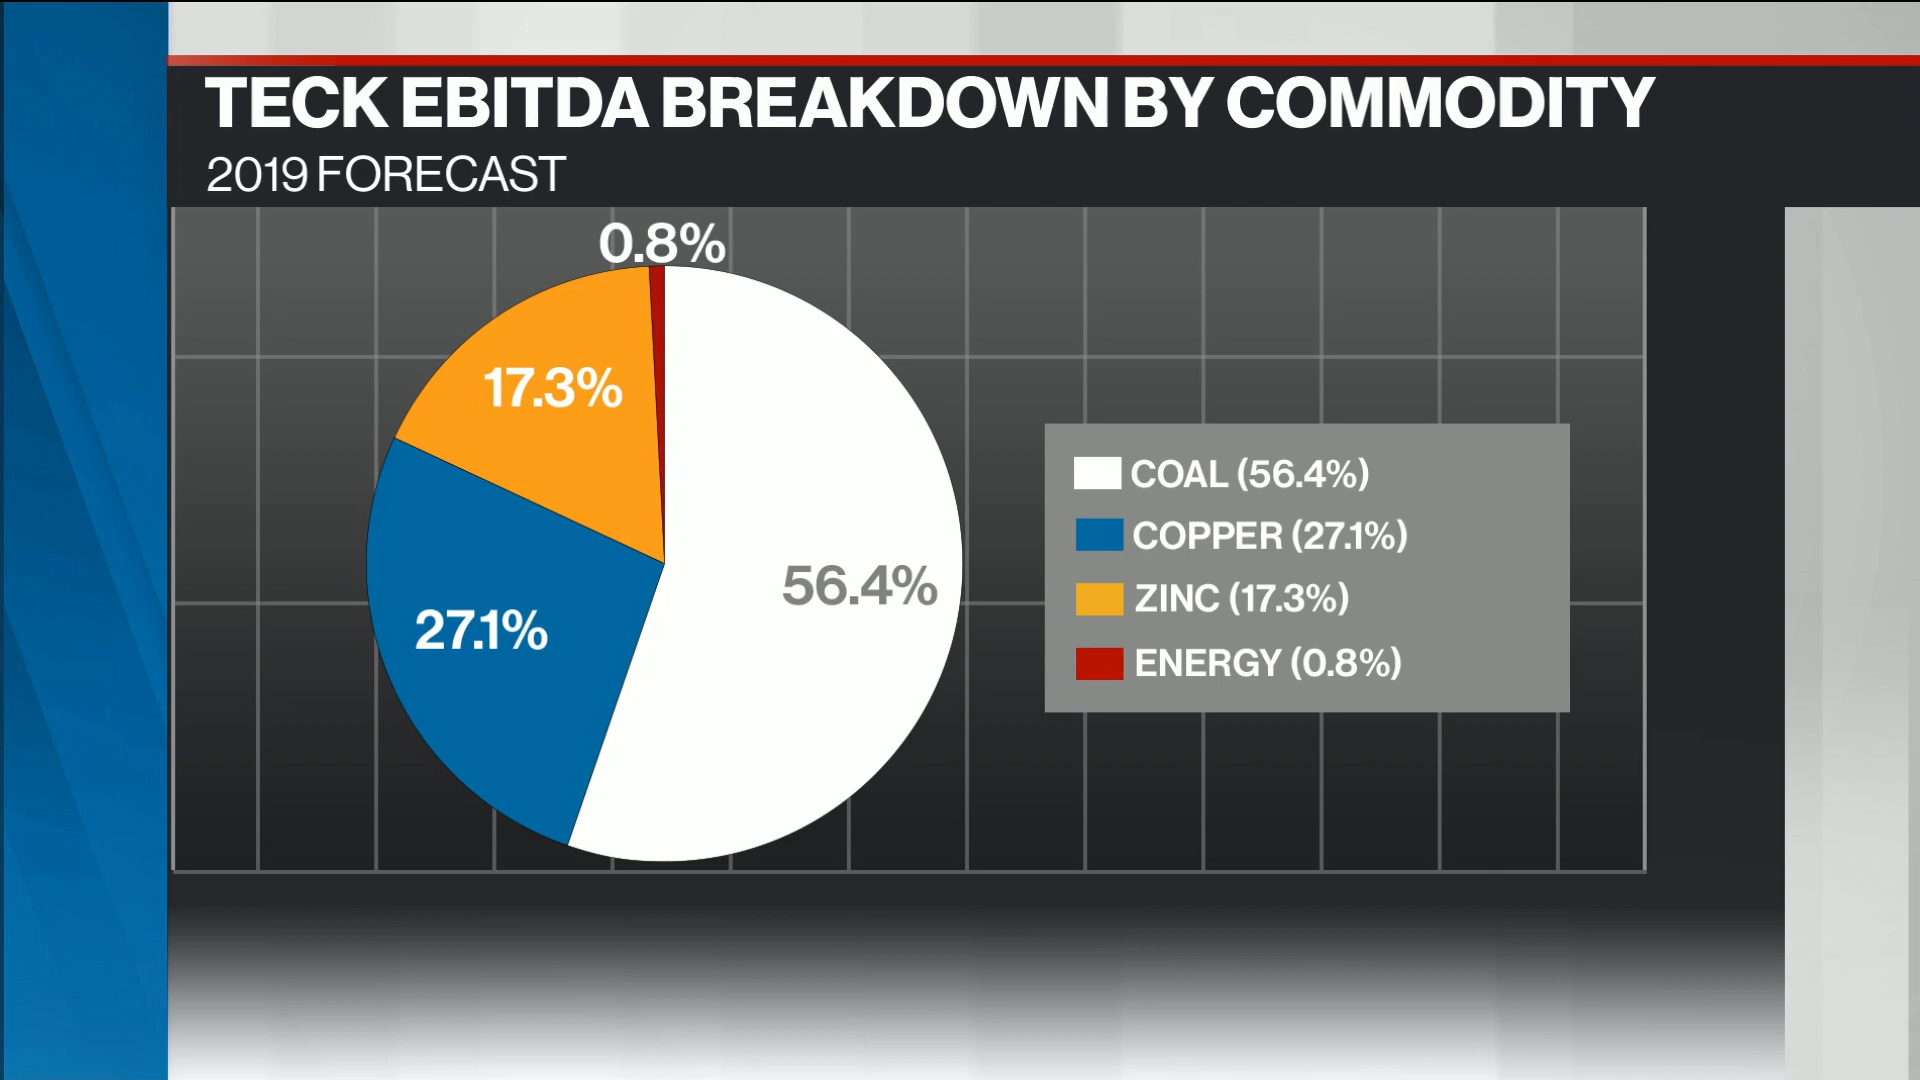 TECK EBITDA BREAKDOWN BY COMMODITY
2019 FORECAST
0.8%
17.3%
56.4%
27.1%
COAL (56.4%)
COPPER (27.1%)
ZINC (17.3%)
ENERGY (0.8%)